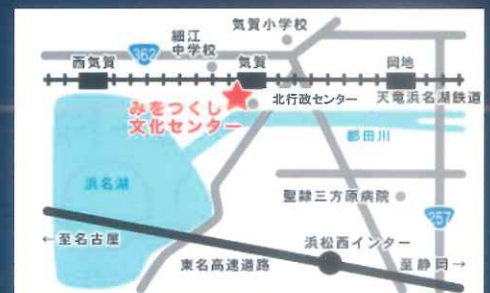 気賀小学校
細江
中学校
362
西気賀
気賀
岡地
みをつくし
文化センター
北行政センター
天竜浜名湖鉄道
都田川
浜名湖
聖隷三方原病院
257
←至名古屋
浜松西インター
東名高速道路
至静岡→